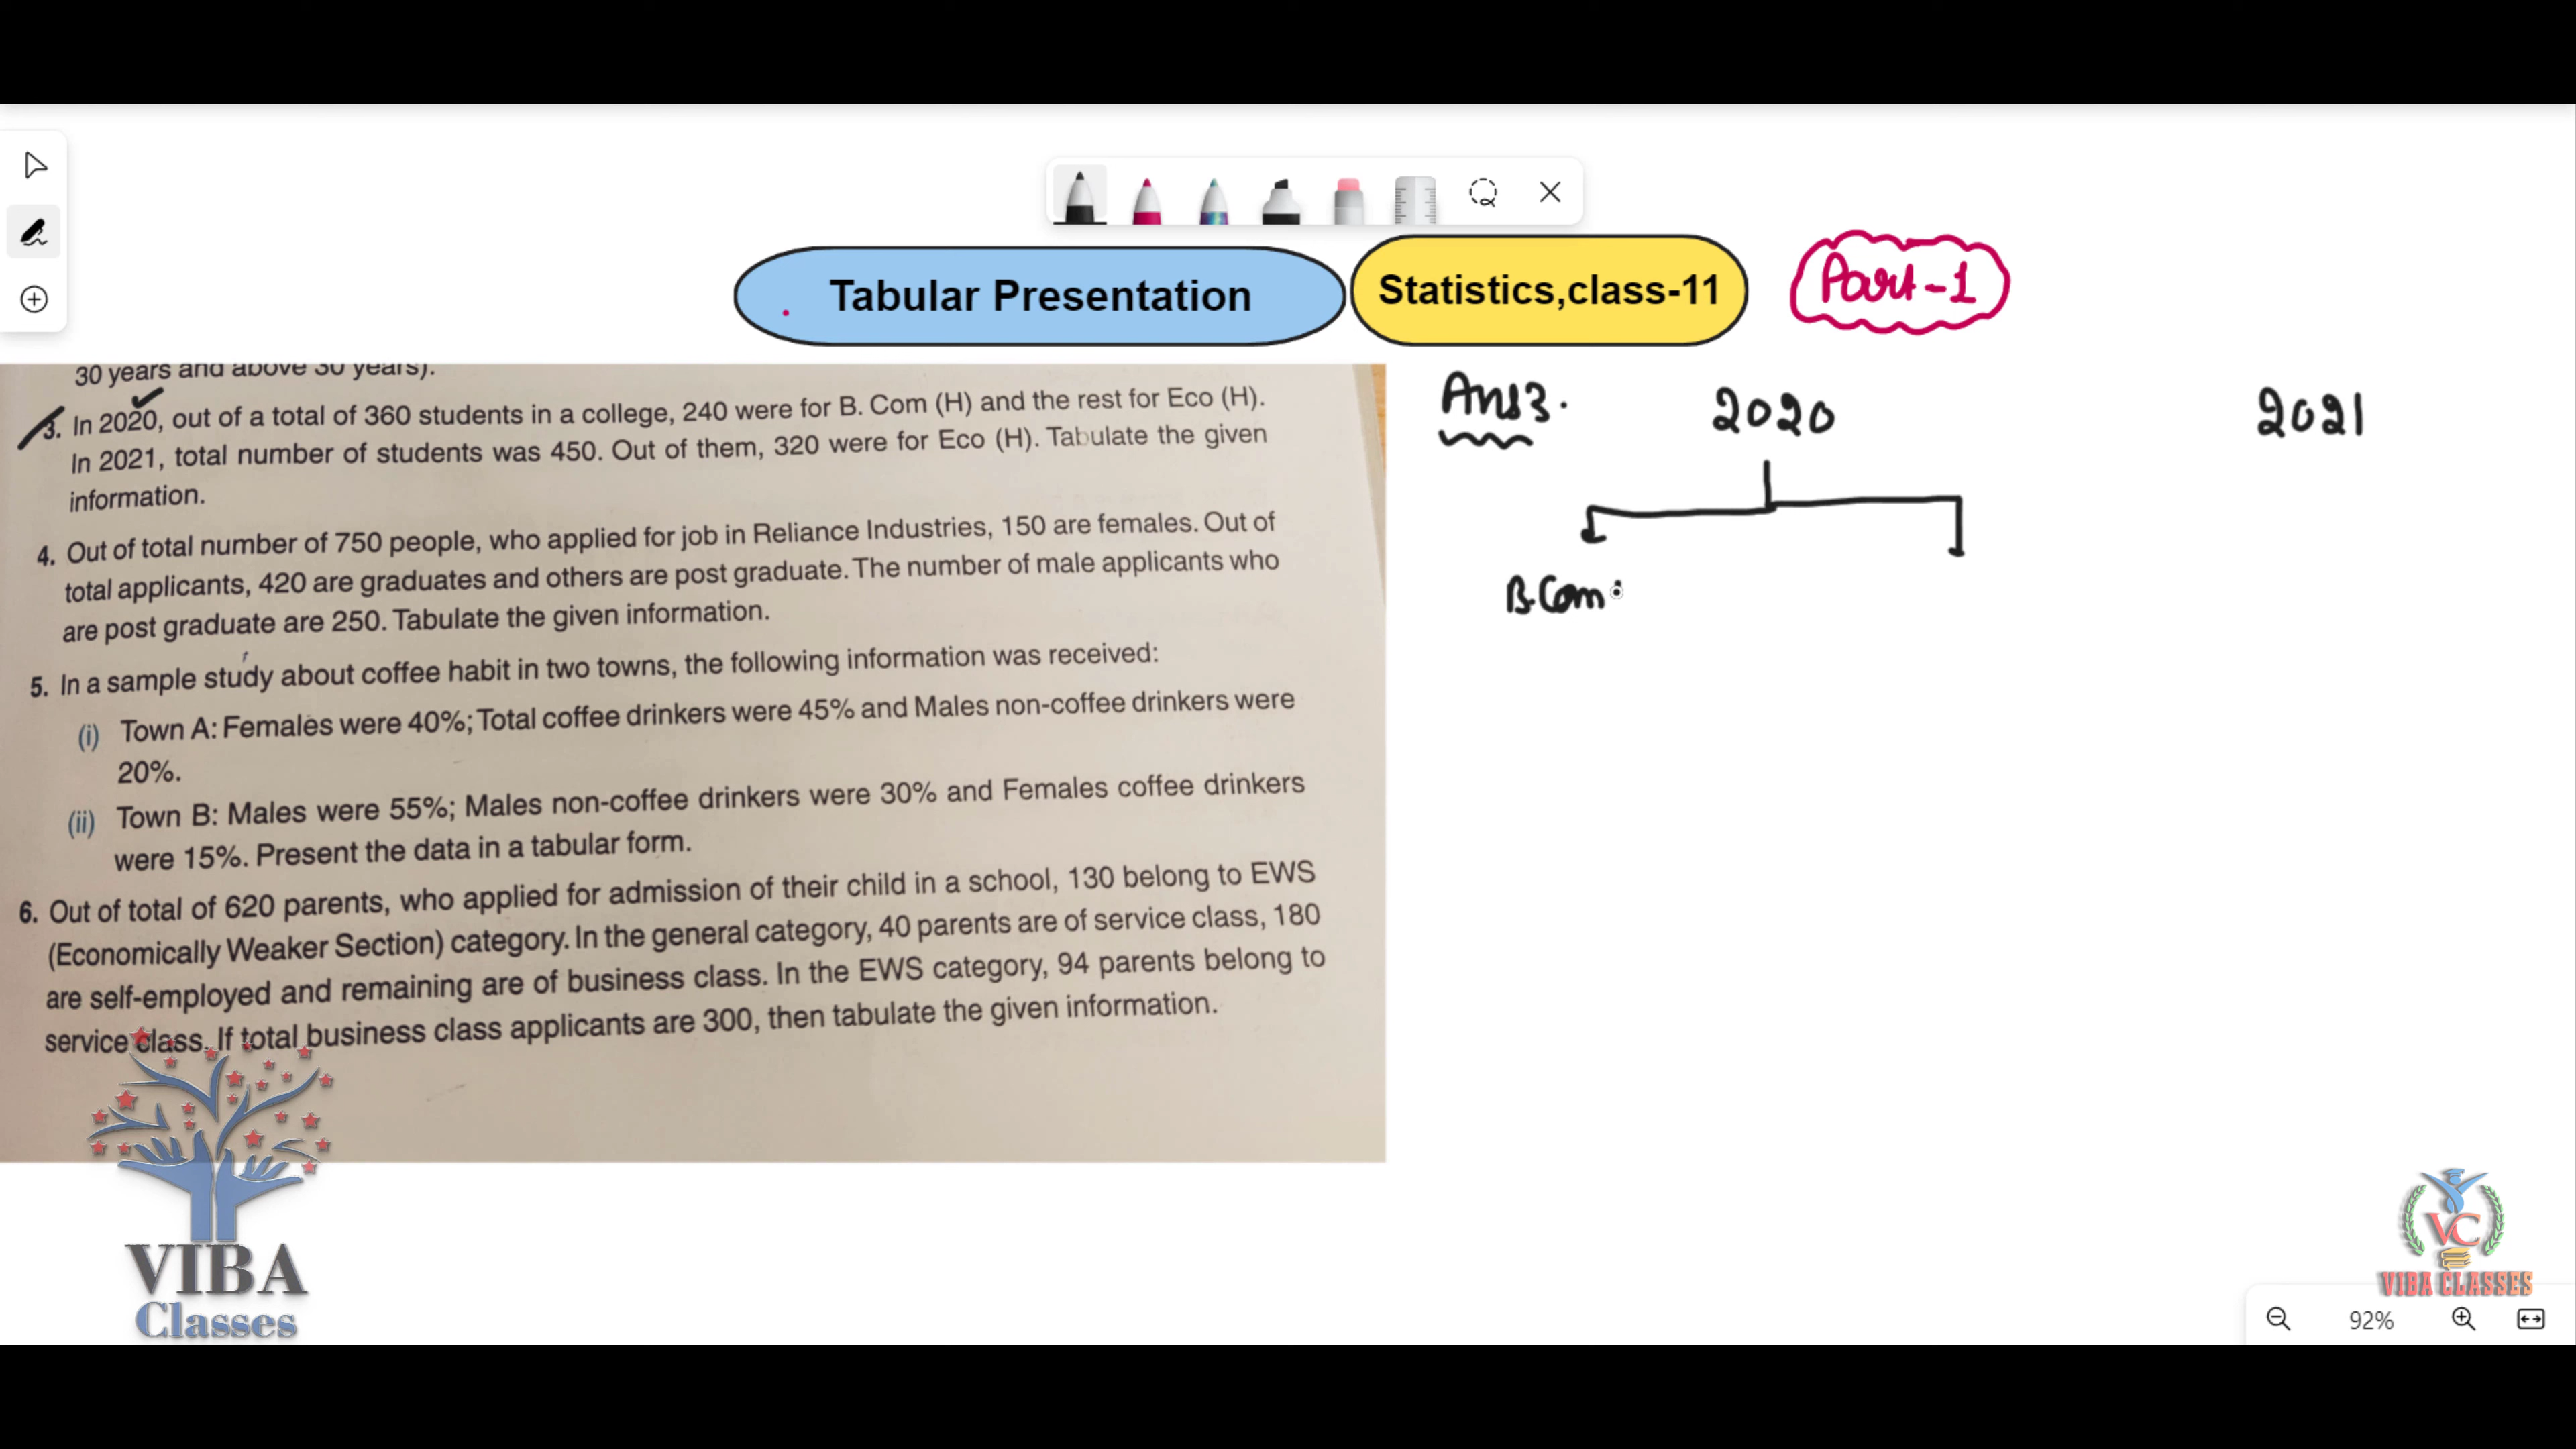 Tabular Presentation
Statistics,class-11
Part-1
30 years and above 30 years).
3. In 2020, out of a total of 360 students in a college, 240 were for B. Com (H) and the rest for Eco (H).
In 2021, total number of students was 450. Out of them, 320 were for Eco (H). Tabulate the given
information.
4. Out of total number of 750 people, who applied for job in Reliance Industries, 150 are females. Out of
total applicants, 420 are graduates and others are post graduate. The number of male applicants who
are post graduate are 250. Tabulate the given information.
5. In a sample study about coffee habit in two towns, the following information was received:
(i) Town A: Females were 40%; Total coffee drinkers were 45% and Males non-coffee drinkers were
20%.
(ii) Town B: Males were 55%; Males non-coffee drinkers were 30% and Females coffee drinkers
were 15%. Present the data in a tabular form.
6. Out of total of 620 parents, who applied for admission of their child in a school, 130 belong to EWS
(Economically Weaker Section) category. In the general category, 40 parents are of service class, 180
are self-employed and remaining are of business class. In the EWS category, 94 parents belong to
service class. If total business class applicants are 300, then tabulate the given information.
Ans3.
2020
2021
B.Com
VIBA
Classes
VC
VIBA CLASSES
92%